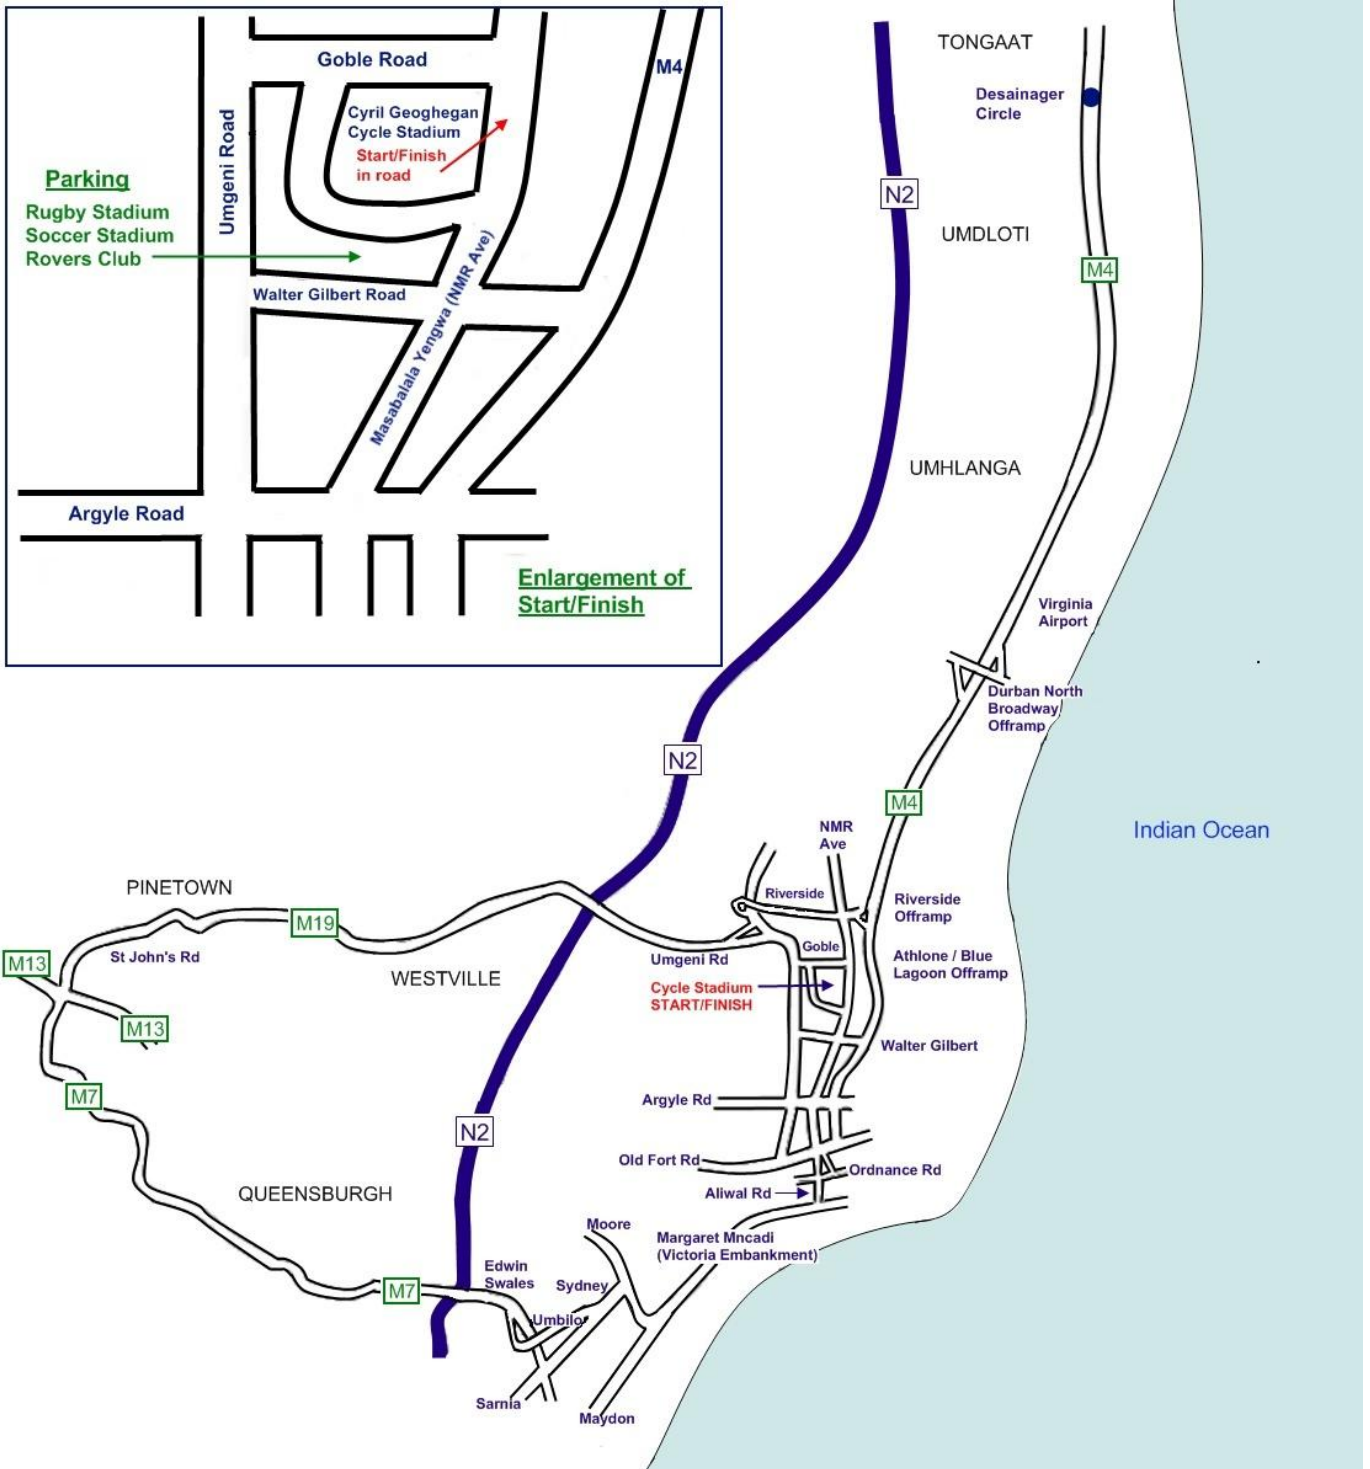 Goble Road
M4
Umgeni Road
Cyril Geoghegan
Cycle Stadium
Start/Finish
in road
Parking
Rugby Stadium
Soccer Stadium
Rovers Club
Walter Gilbert Road
Masabalala Yengwa (NMR Ave)
Argyle Road
Enlargement of
Start/Finish
TONGAAT
Desainager
Circle
N2
UMDLOTI
M4
UMHLANGA
Virginia
Airport
Durban North
Broadway
Offramp
N2
M4
Indian Ocean
NMR
Ave
PINETOWN
Riverside
Riverside
Offramp
M19
St John's Rd
M13
WESTVILLE
Umgeni Rd
Goble
Athlone / Blue
Lagoon Offramp
Cycle Stadium
START/FINISH
M13
Walter Gilbert
M7
Argyle Rd
N2
Old Fort Rd
Ordnance Rd
Aliwal Rd
QUEENSBURGH
Moore
Margaret Mncadi
(Victoria Embankment)
Edwin
Swales
Sydney
M7
Umbilo
Sarnia
Maydon